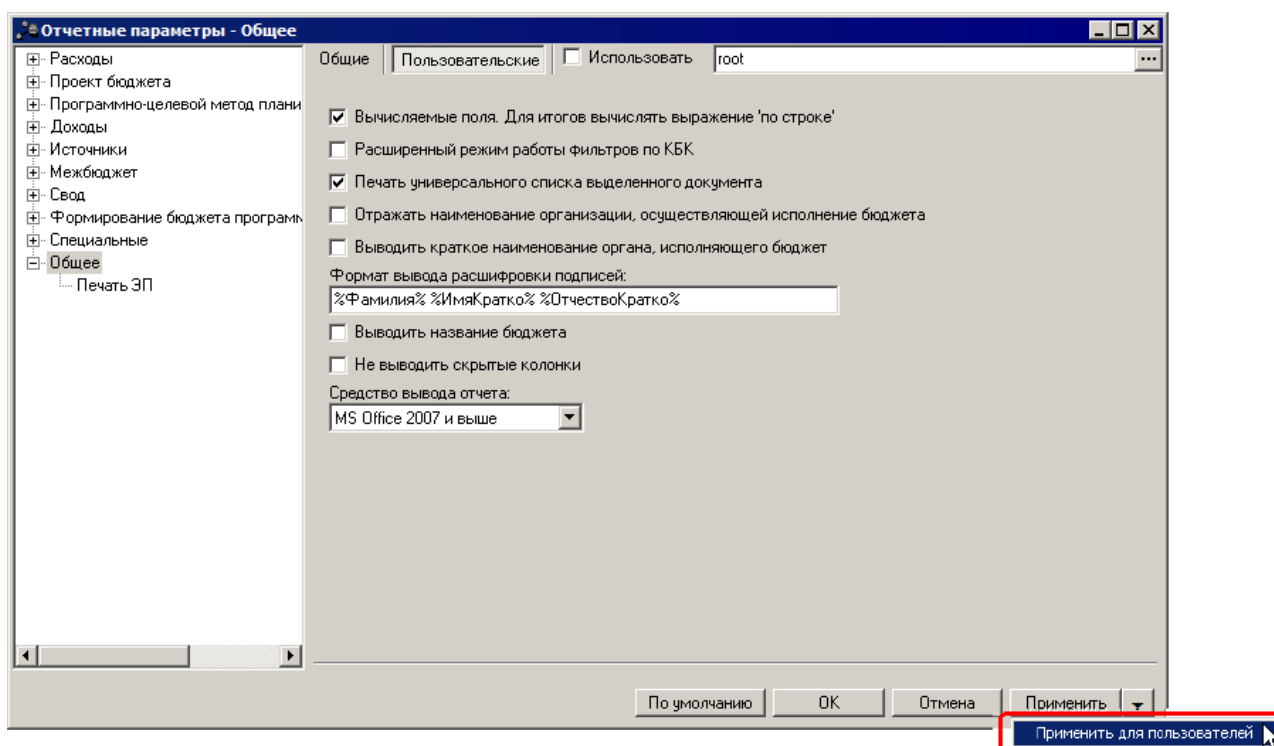 Отчетные параметры - Общее
Расходы
Проект бюджета
Программно-целевой метод плани
Доходы
Источники
Межбюджет
Свод
Формирование бюджета програм
Специальные
Общее
Печать ЭП
Общие Пользовательские Использовать root ...
Вычисляемые поля. Для итогов вычислять выражение 'по строке'
Расширенный режим работы фильтров по КБК
Печать универсального списка выделенного документа
Отражать наименование организации, осуществляющей исполнение бюджета
Выводить краткое наименование органа, исполняющего бюджет
Формат вывода расшифровки подписей:
%Фамилия% %ИмяКратко% %ОтчествоКратко%
Выводить название бюджета
Не выводить скрытые колонки
Средство вывода отчета:
MS Office 2007 и выше
По умолчанию OK Отмена Применить
Применить для пользователей